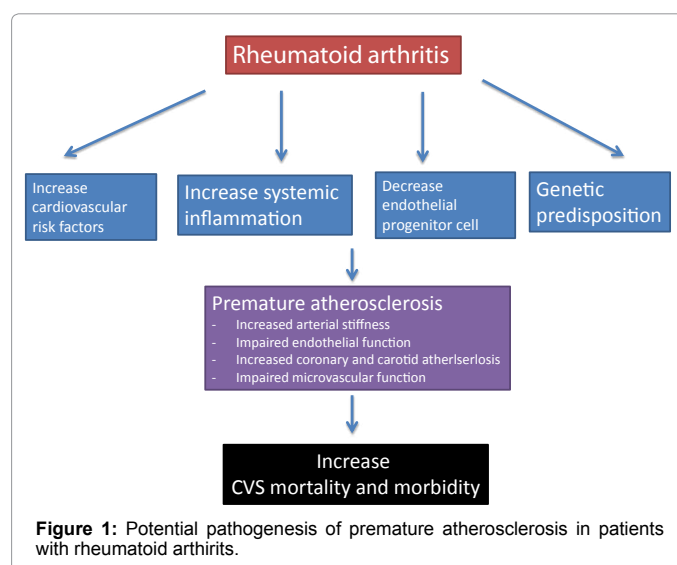 Rheumatoid arthritis
Increase
cardiovascular
risk factors
Increase systemic
inflammation
Decrease
endothelial
progenitor cell
Genetic
predisposition
Premature atherosclerosis
- Increased arterial stiffness
- Impaired endothelial function
- Increased coronary and carotid atherlserlosis
- Impaired microvascular function
Increase
CVS mortality and morbidity
Figure 1: Potential pathogenesis of premature atherosclerosis in patients
with rheumatoid arthirits.